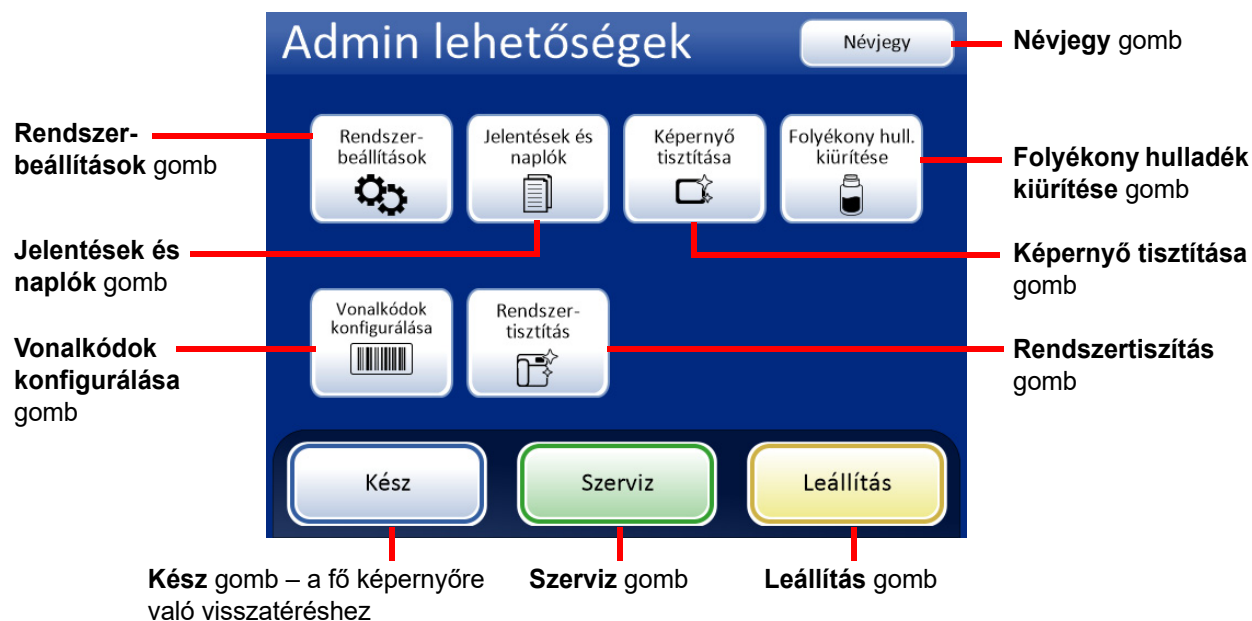 Admin lehetőségek
Névjegy
Névjegy gomb
Rendszer-
beállítások gomb
Rendszer-
beállítások
Jelentések és
naplók
Képernyő
tisztítása
Folyékony hull.
kiürítése
Folyékony hulladék
kiürítése gomb
Jelentések és
naplók gomb
Képernyő tisztítása
gomb
Vonalkódok
konfigurálása
gomb
Vonalkódok
konfigurálása
Rendszer-
tisztítás
Rendszertiszítás
gomb
Kész
Szerviz
Leállítás
Kész gomb – a fő képernyőre
való visszatéréshez
Szerviz gomb
Leállítás gomb